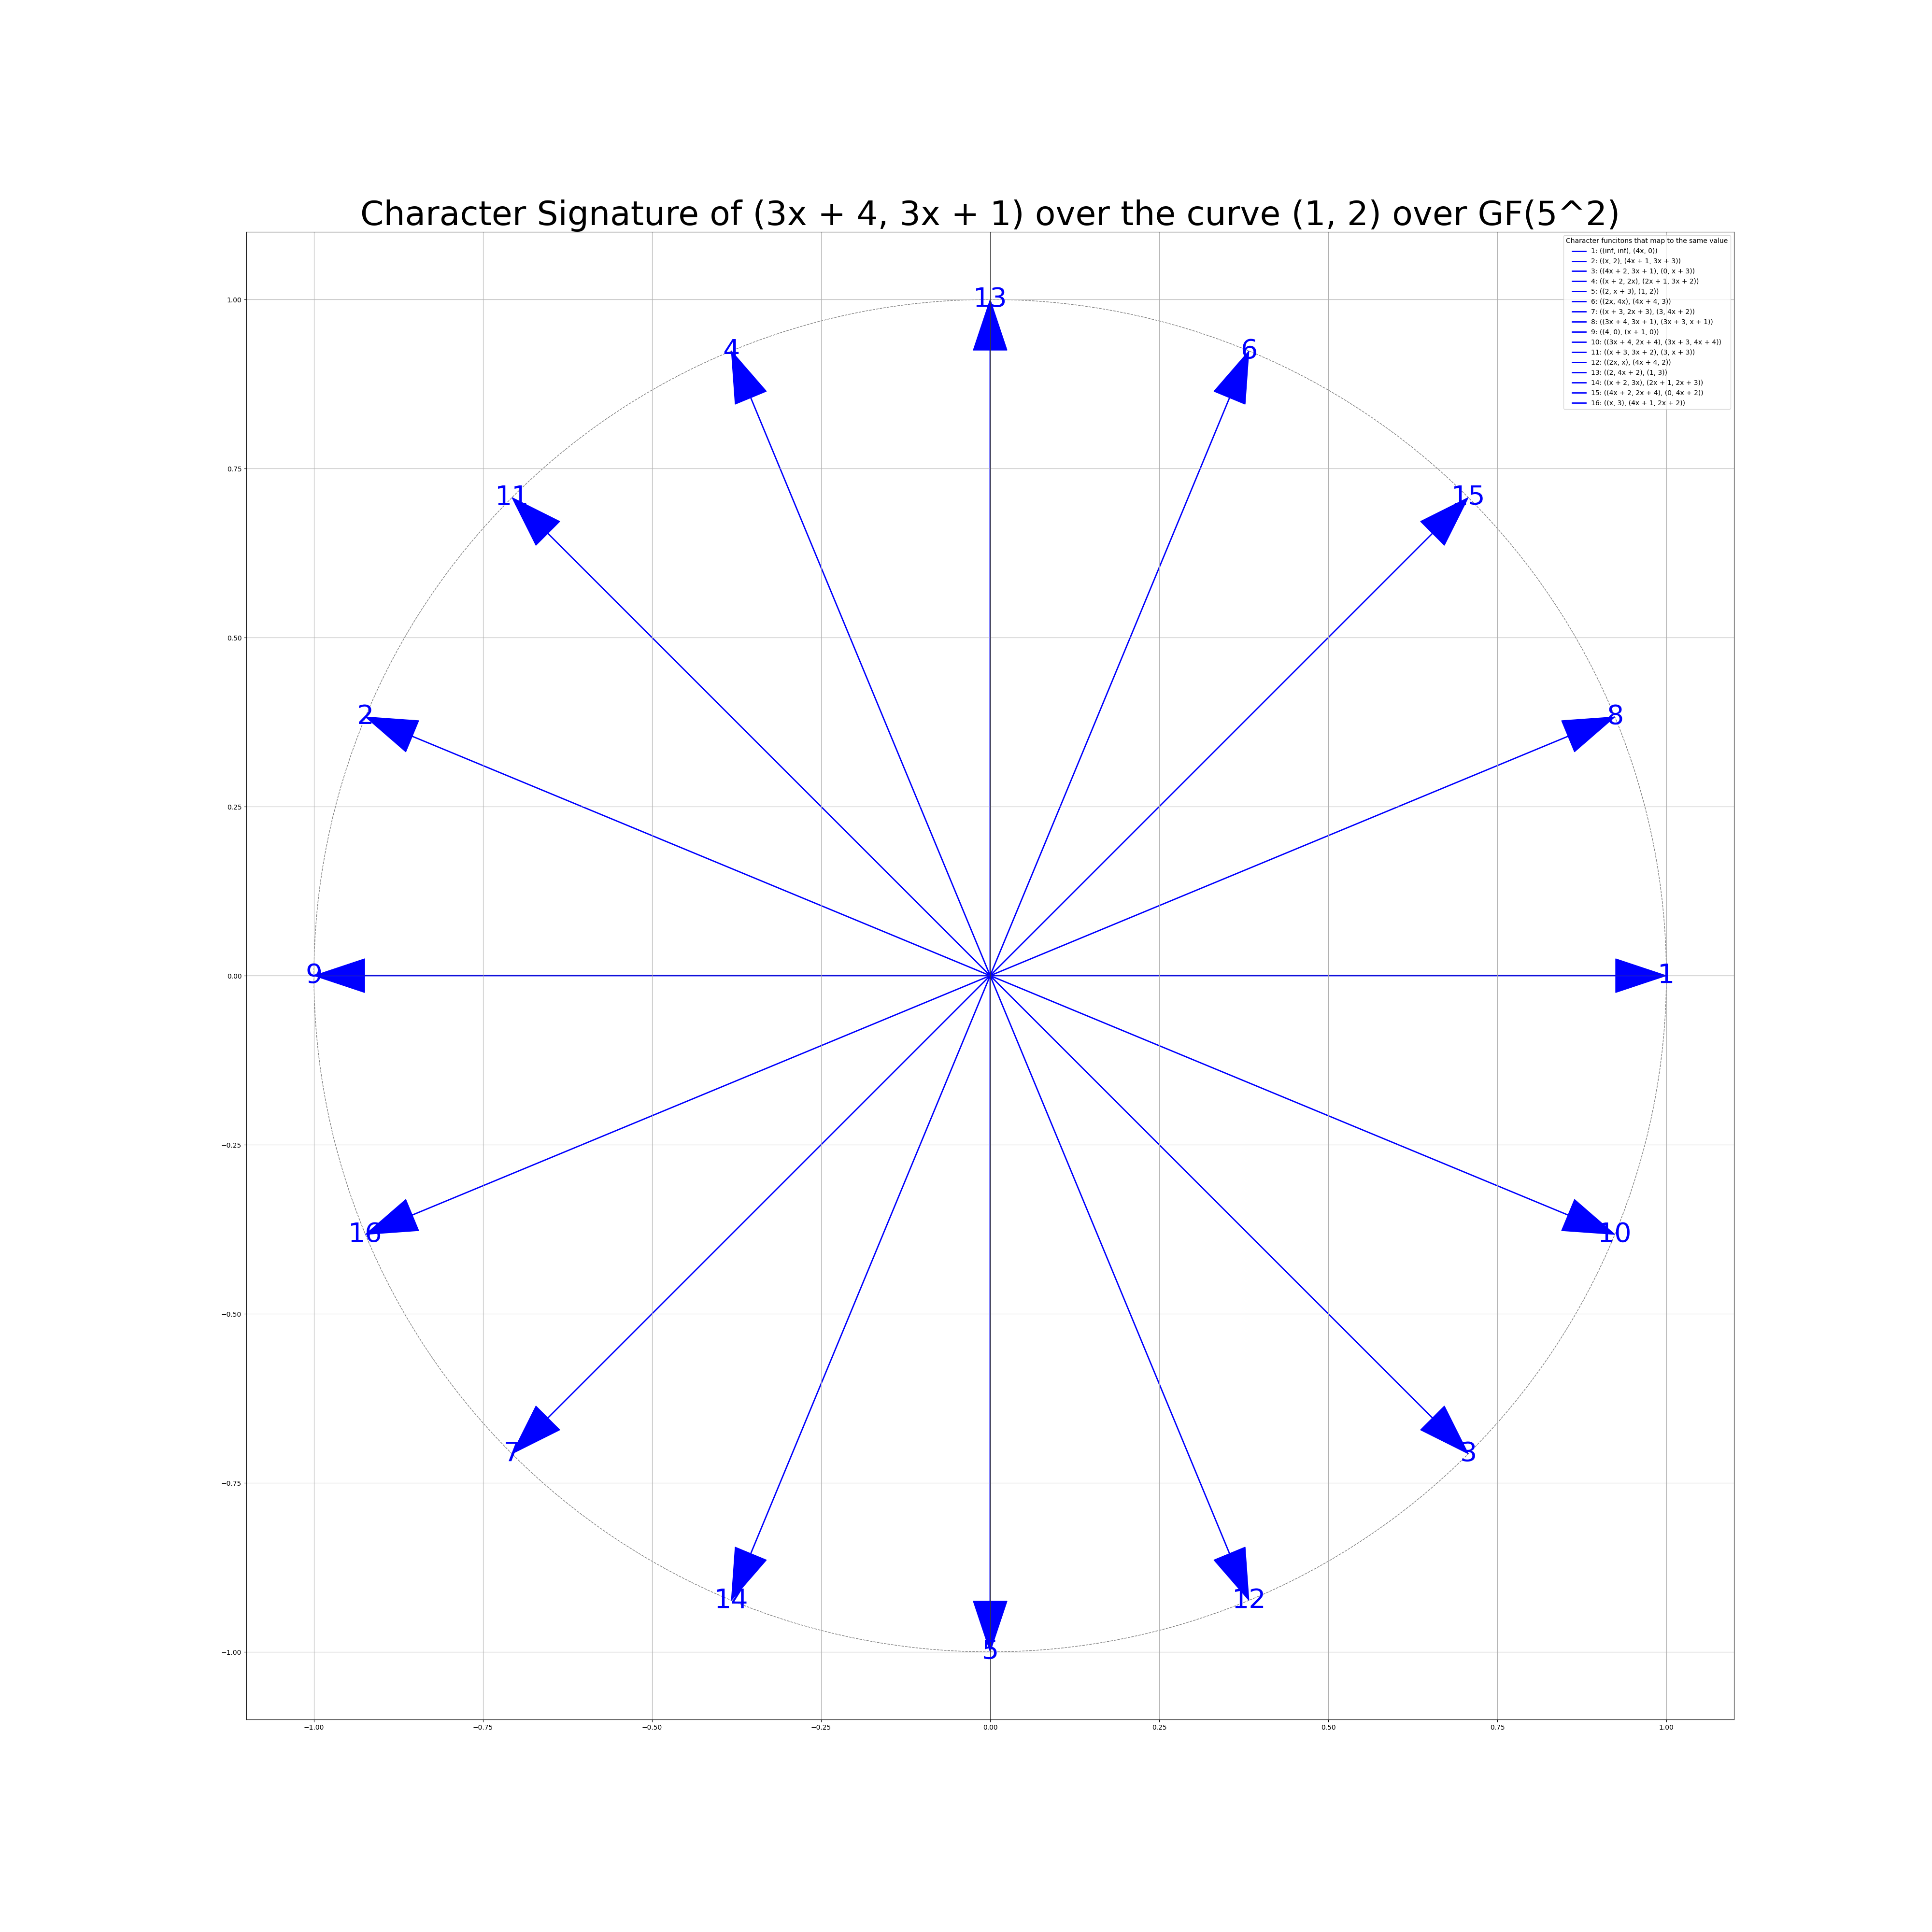 Character Signature of (3x + 4, 3x + 1) over the curve (1, 2) over GF(5^2)
Character funcitons that map to the same value
1: ((inf, inf), (4x, 0))
2: ((x, 2), (4x + 1, 3x + 3))
3: ((4x + 2, 3x + 1), (0, x + 3))
4: ((x + 2, 2x), (2x + 1, 3x + 2))
5: ((2, x + 3), (1, 2))
6: ((2x, 4x), (4x + 4, 3))
7: ((x + 3, 2x + 3), (3, 4x + 2))
8: ((3x + 4, 3x + 1), (3x + 3, x + 1))
9: ((4, 0), (x + 1, 0))
10: ((3x + 4, 2x + 4), (3x + 3, 4x + 4))
11: ((x + 3, 3x + 2), (3, x + 3))
12: ((2x, x), (4x + 4, 2))
13: ((2, 4x + 2), (1, 3))
14: ((x + 2, 3x), (2x + 1, 2x + 3))
15: ((4x + 2, 2x + 4), (0, 4x + 2))
16: ((x, 3), (4x + 1, 2x + 2))
1.00
0.75
0.50
0.25
0.00
−0.25
−0.50
−0.75
−1.00
13
4
6
11
15
2
8
9
1
16
10
7
3
14
12
5
−1.00
−0.75
−0.50
−0.25
0.00
0.25
0.50
0.75
1.00